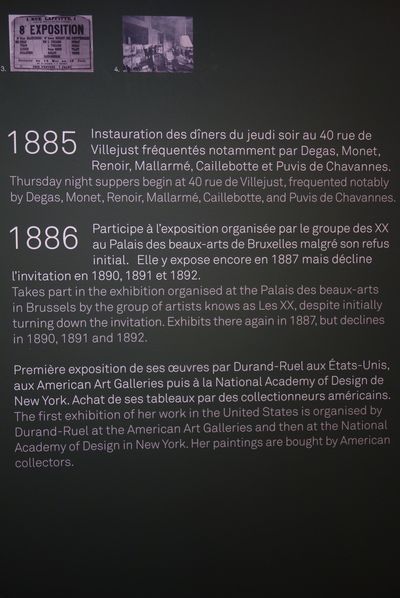 1 RUE LAFFITTE 1
8e EXPOSITION
3.
4.
1885
Instauration des dîners du jeudi soir au 40 rue de
Villejust fréquentés notamment par Degas, Monet,
Renoir, Mallarmé, Caillebotte et Puvis de Chavannes.
Thursday night suppers begin at 40 rue de Villejust, frequented notably
by Degas, Monet, Renoir, Mallarmé, Caillebotte, and Puvis de Chavannes.
1886
Participe à l'exposition organisée par le groupe des XX
au Palais des beaux-arts de Bruxelles malgré son refus
initial. Elle y expose encore en 1887 mais décline
l'invitation en 1890, 1891 et 1892.
Takes part in the exhibition organised at the Palais des beaux-arts
in Brussels by the group of artists knows as Les XX, despite initially
turning down the invitation. Exhibits there again in 1887, but declines
in 1890, 1891 and 1892.
Première exposition de ses œuvres par Durand-Ruel aux États-Unis,
aux American Art Galleries puis à la National Academy of Design de
New York. Achat de ses tableaux par des collectionneurs américains.
The first exhibition of her work in the United States is organised by
Durand-Ruel at the American Art Galleries and then at the National
Academy of Design in New York. Her paintings are bought by American
collectors.